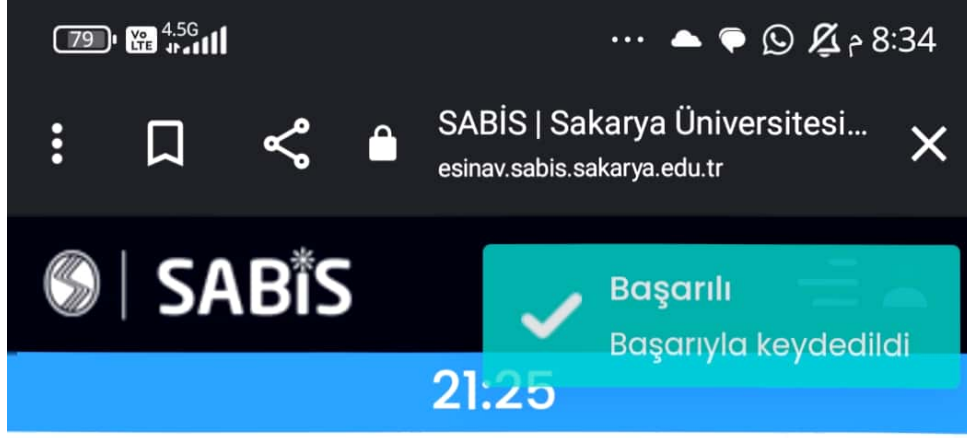 79 Vo LTE 4.5G ... م 8:34
SABİS | Sakarya Üniversitesi...
esinav.sabis.sakarya.edu.tr
SABİS
Başarılı
Başarıyla keydedildi
21:25